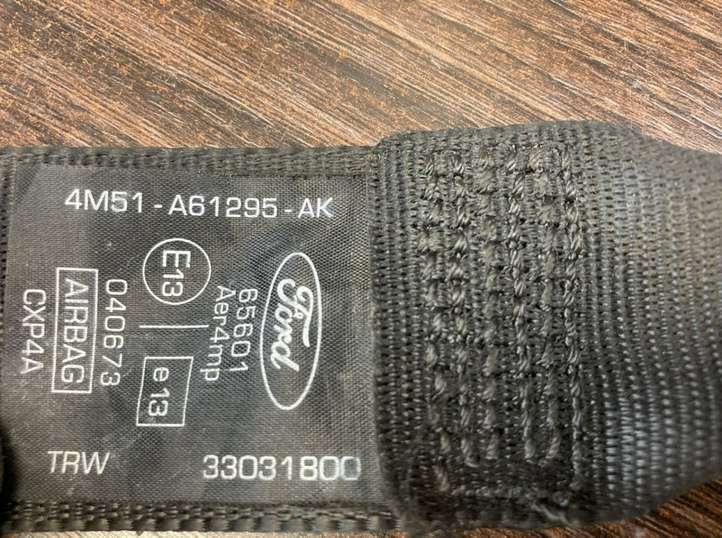 4M51-A61295-AK
Ford
65601
Aer4mp
E13
e13
040673
AIRBAG
CXP4A
TRW 33031800